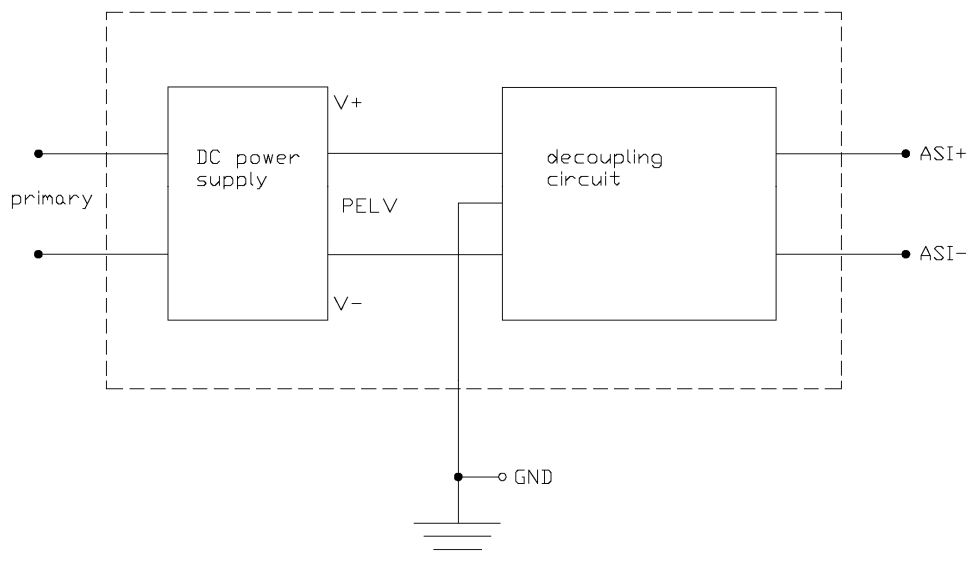 V+
DC power
supply
decoupling
circuit
ASI+
primary
PELV
ASI-
V-
GND